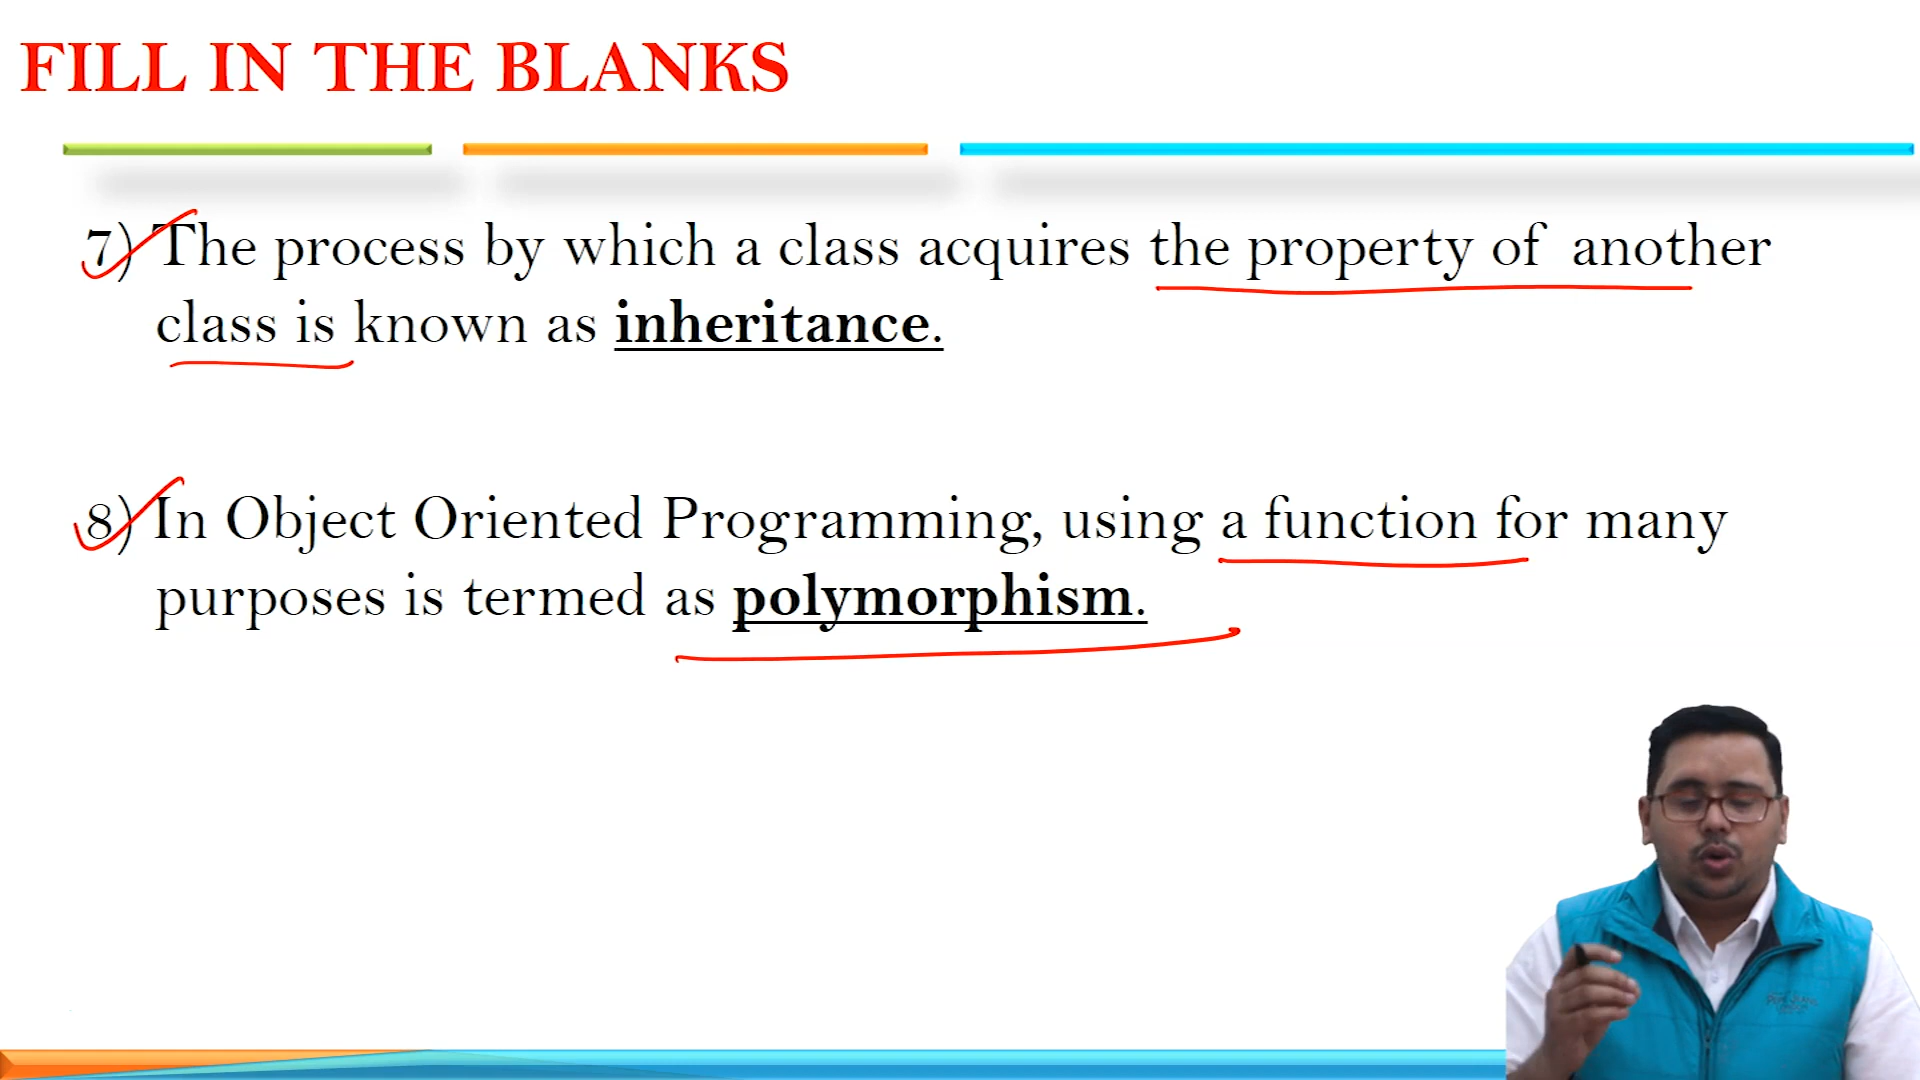 FILL IN THE BLANKS
7) The process by which a class acquires the property of another
class is known as inheritance.
8) In Object Oriented Programming, using a function for many
purposes is termed as polymorphism.